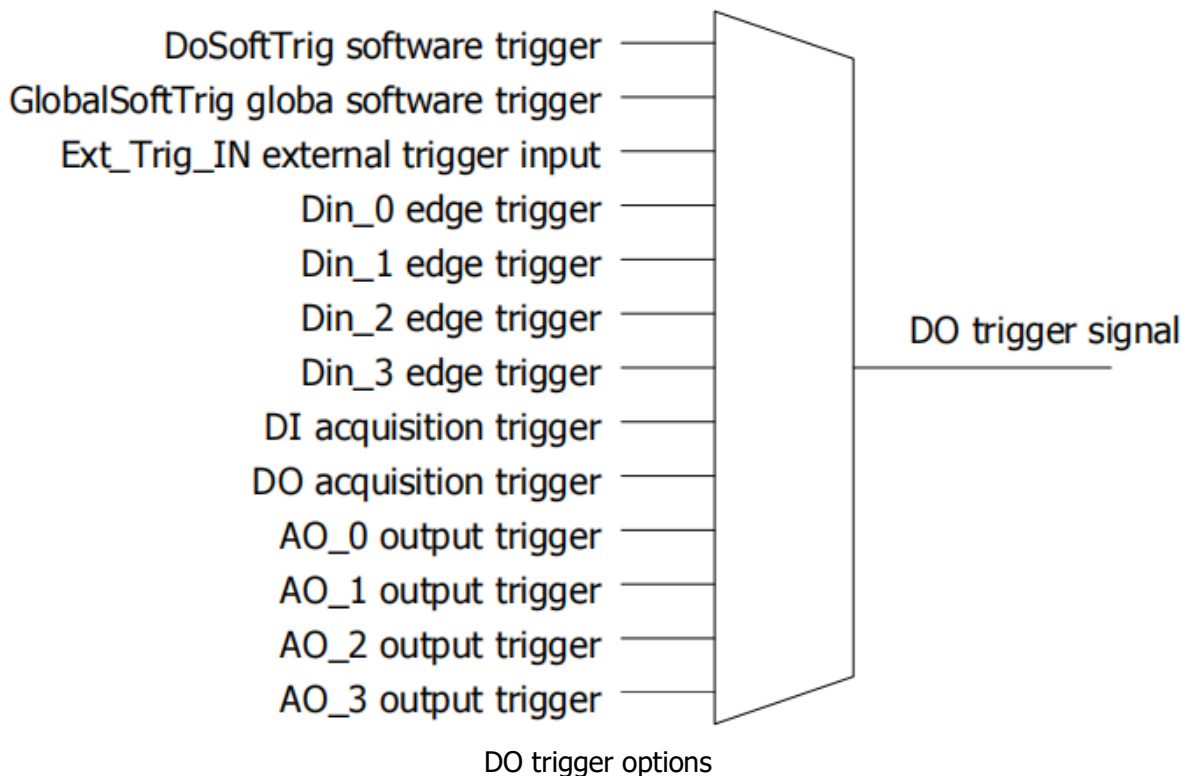 DoSoftTrig software trigger
GlobalSoftTrig globa software trigger
Ext_Trig_IN external trigger input
Din_0 edge trigger
Din_1 edge trigger
Din_2 edge trigger
Din_3 edge trigger
DI acquisition trigger
DO acquisition trigger
AO_0 output trigger
AO_1 output trigger
AO_2 output trigger
AO_3 output trigger
DO trigger signal
DO trigger options